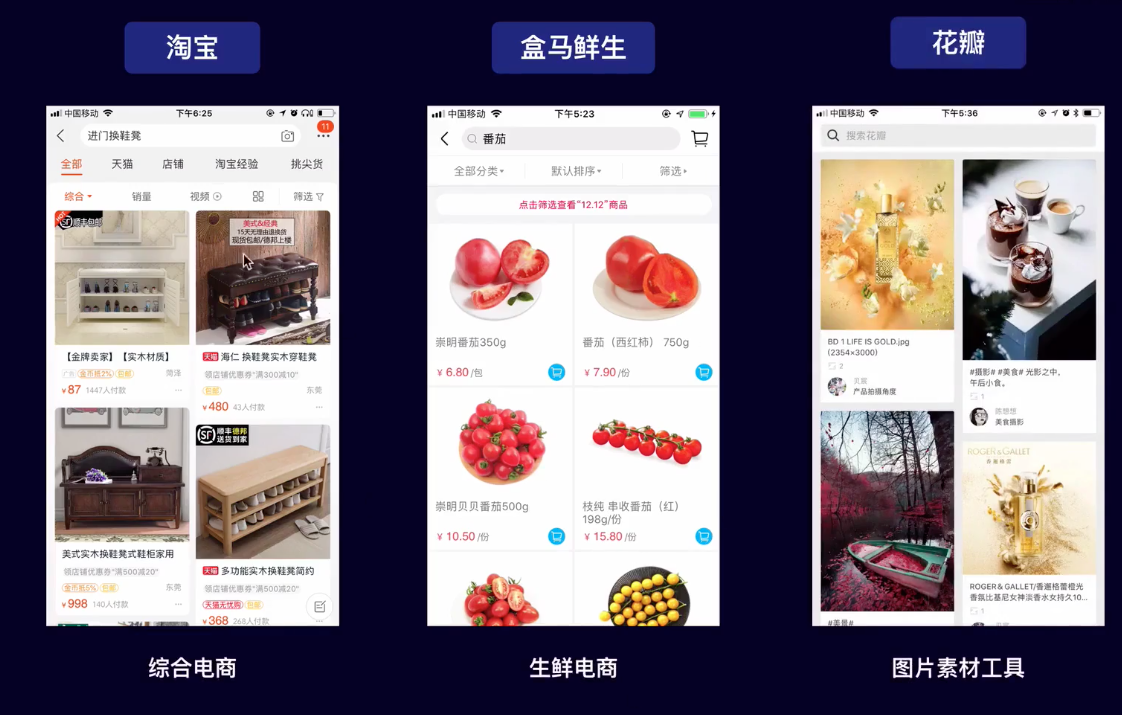 淘宝
盒马鲜生
花瓣
中国移动
下午6:25
进门换鞋凳
11
全部
天猫
店铺
淘宝经验
挑尖货
综合
销量
视频
筛选
HOT
SF 顺丰包邮
美式&经典
15天无理由退换货
现货包邮/德邦上楼
【金牌卖家】【实木材质】
广告 金币抵2% 包邮
菏泽
¥87 1447人付款
天猫 海仁 换鞋凳实木穿鞋凳
领店铺优惠券"满300减10"
包邮
东莞
¥480 43人付款
SF 顺丰德邦
送货到家
美式实木换鞋凳式鞋柜家用
领店铺优惠券"满500减20"
金币抵5% 包邮
东莞
¥998 140人付款
天猫 多功能实木换鞋凳简约
领店铺优惠券"满500减20"
天猫无忧购 包邮
¥368 268人付款
综合电商
中国移动
下午5:23
番茄
全部分类
默认排序
筛选
点击筛选查看“12.12”商品
崇明番茄350g
¥ 6.80/包
番茄（西红柿） 750g
¥ 7.90/份
崇明贝贝番茄500g
¥ 10.50/份
枝纯 串收番茄（红）
198g/份
¥ 15.80/份
生鲜电商
中国移动
下午5:36
搜索花瓣
BD 1 LIFE IS GOLD.jpg
(2354×3000)
2
产品拍摄角度
#摄影# #美食# 光影之中，
午后小食。
1
陈想想
美食摄影
ROGER&GALLET
香邂格蕾
ROGER＆GALLET/香邂格蕾橙光
香氛比基尼女神淡香水女持久10...
1
#美景#
图片素材工具